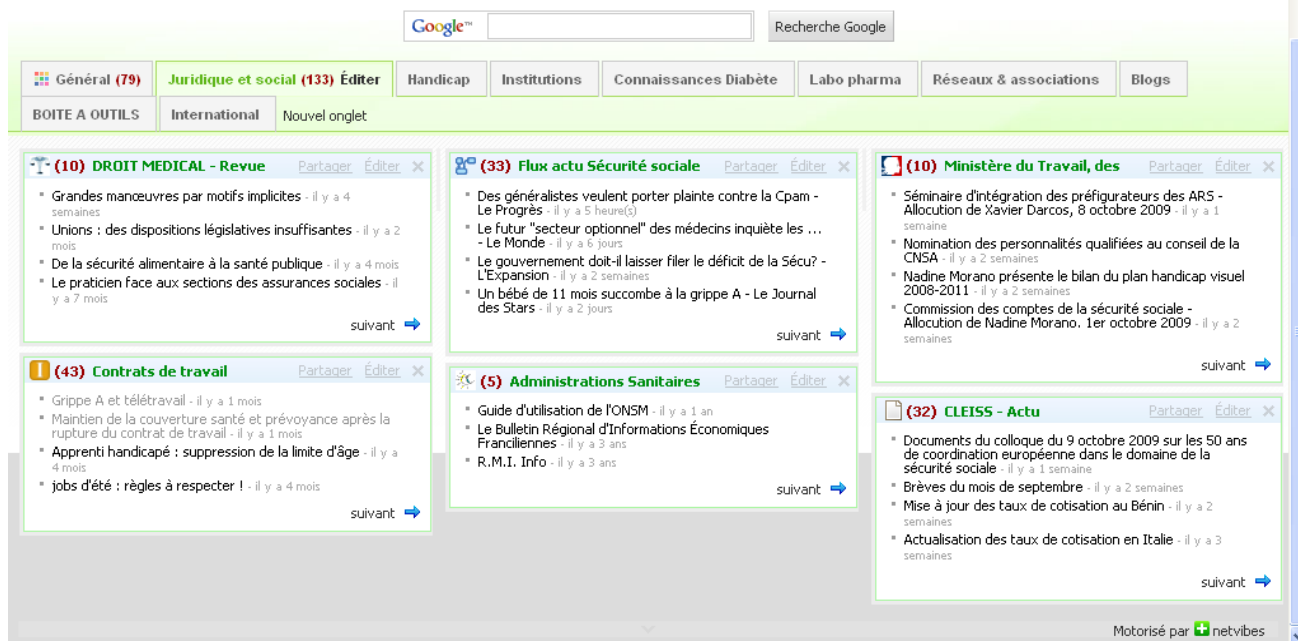 Google™ Recherche Google
Général (79) Juridique et social (133) Éditer Handicap Institutions Connaissances Diabète Labo pharma Réseaux & associations Blogs
BOITE A OUTILS International Nouvel onglet
(10) DROIT MEDICAL - Revue Partager Éditer
Grandes manœuvres par motifs implicites - il y a 4
semaines
Unions : des dispositions législatives insuffisantes - il y a 2
mois
De la sécurité alimentaire à la santé publique - il y a 4 mois
Le praticien face aux sections des assurances sociales - il
y a 7 mois
suivant
(43) Contrats de travail Partager Éditer
Grippe A et télétravail - il y a 1 mois
Maintien de la couverture santé et prévoyance après la
rupture du contrat de travail - il y a 1 mois
Apprenti handicapé : suppression de la limite d'âge - il y a
4 mois
jobs d'été : règles à respecter ! - il y a 4 mois
suivant
(33) Flux actu Sécurité sociale Partager Éditer
Des généralistes veulent porter plainte contre la Cpam -
Le Progrès - il y a 5 heure(s)
Le futur "secteur optionnel" des médecins inquiète les ...
- Le Monde - il y a 6 jours
Le gouvernement doit-il laisser filer le déficit de la Sécu? -
L'Expansion - il y a 2 semaines
Un bébé de 11 mois succombe à la grippe A - Le Journal
des Stars - il y a 2 jours
suivant
(5) Administrations Sanitaires Partager Éditer
Guide d'utilisation de l'ONSM - il y a 1 an
Le Bulletin Régional d'Informations Économiques
Franciliennes - il y a 3 ans
R.M.I. Info - il y a 3 ans
suivant
(10) Ministère du Travail, des Partager Éditer
Séminaire d'intégration des préfigurateurs des ARS -
Allocution de Xavier Darcos, 8 octobre 2009 - il y a 1
semaine
Nomination des personnalités qualifiées au conseil de la
CNSA - il y a 2 semaines
Nadine Morano présente le bilan du plan handicap visuel
2008-2011 - il y a 2 semaines
Commission des comptes de la sécurité sociale -
Allocution de Nadine Morano. 1er octobre 2009 - il y a 2
semaines
suivant
(32) CLEISS - Actu Partager Éditer
Documents du colloque du 9 octobre 2009 sur les 50 ans
de coordination européenne dans le domaine de la
sécurité sociale - il y a 1 semaine
Brèves du mois de septembre - il y a 2 semaines
Mise à jour des taux de cotisation au Bénin - il y a 2
semaines
Actualisation des taux de cotisation en Italie - il y a 3
semaines
suivant
Motorisé par netvibes